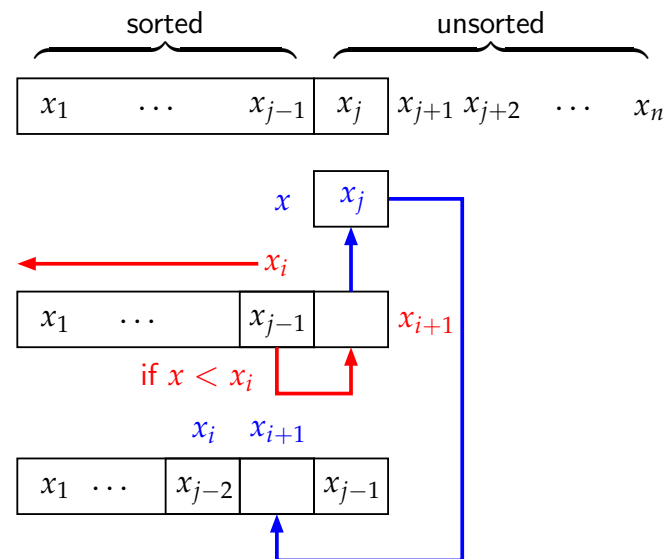 sorted unsorted
x₁ ⋯ xⱼ₋₁ xⱼ xⱼ₊₁ xⱼ₊₂ ⋯ xₙ
x xⱼ
xᵢ
x₁ ⋯ xⱼ₋₁ xᵢ₊₁
if x < xᵢ
xᵢ xᵢ₊₁
x₁ ⋯ xⱼ₋₂ xⱼ₋₁